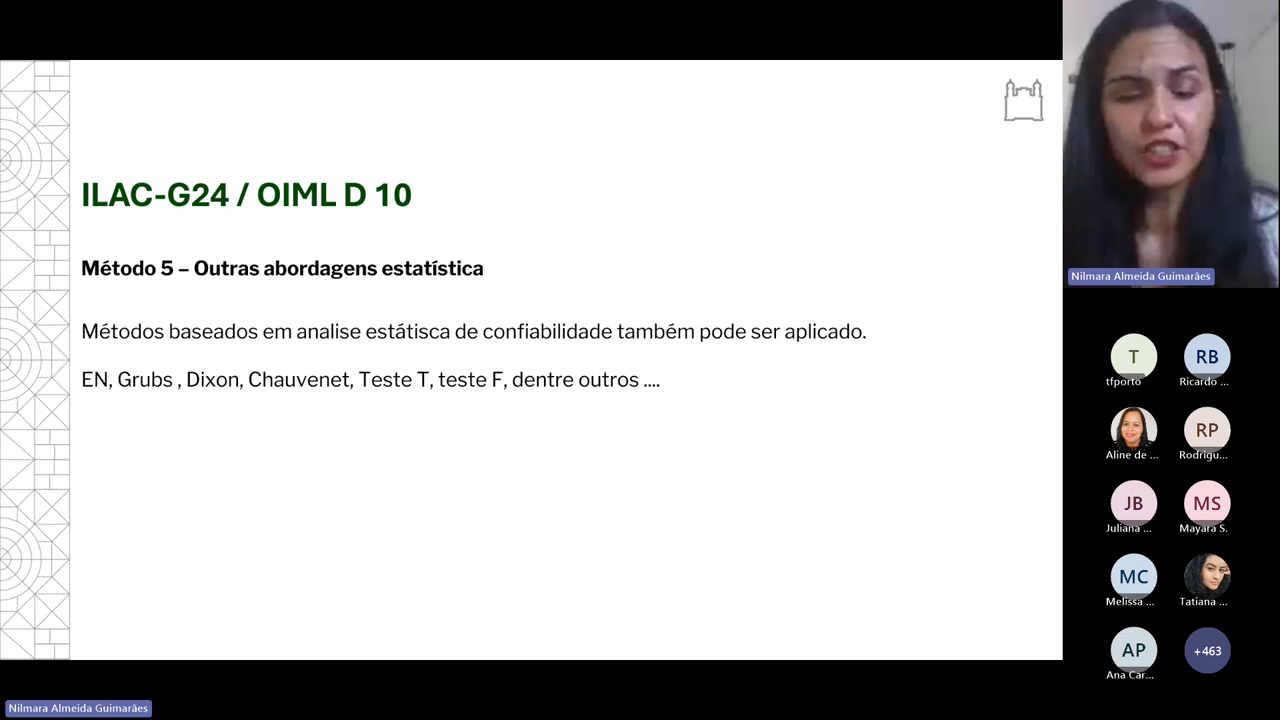 ILAC-G24 / OIML D 10
Método 5 – Outras abordagens estatística
Métodos baseados em analise estátisca de confiabilidade também pode ser aplicado.
EN, Grubs , Dixon, Chauvenet, Teste T, teste F, dentre outros ....
Nilmara Almeida Guimarães
T
RB
tfporto
Ricardo ...
RP
Aline de ...
Rodrigu...
JB
MS
Juliana ...
Mayara S.
MC
Melissa ...
Tatiana ...
AP
+463
Ana Car...
Nilmara Almeida Guimarães